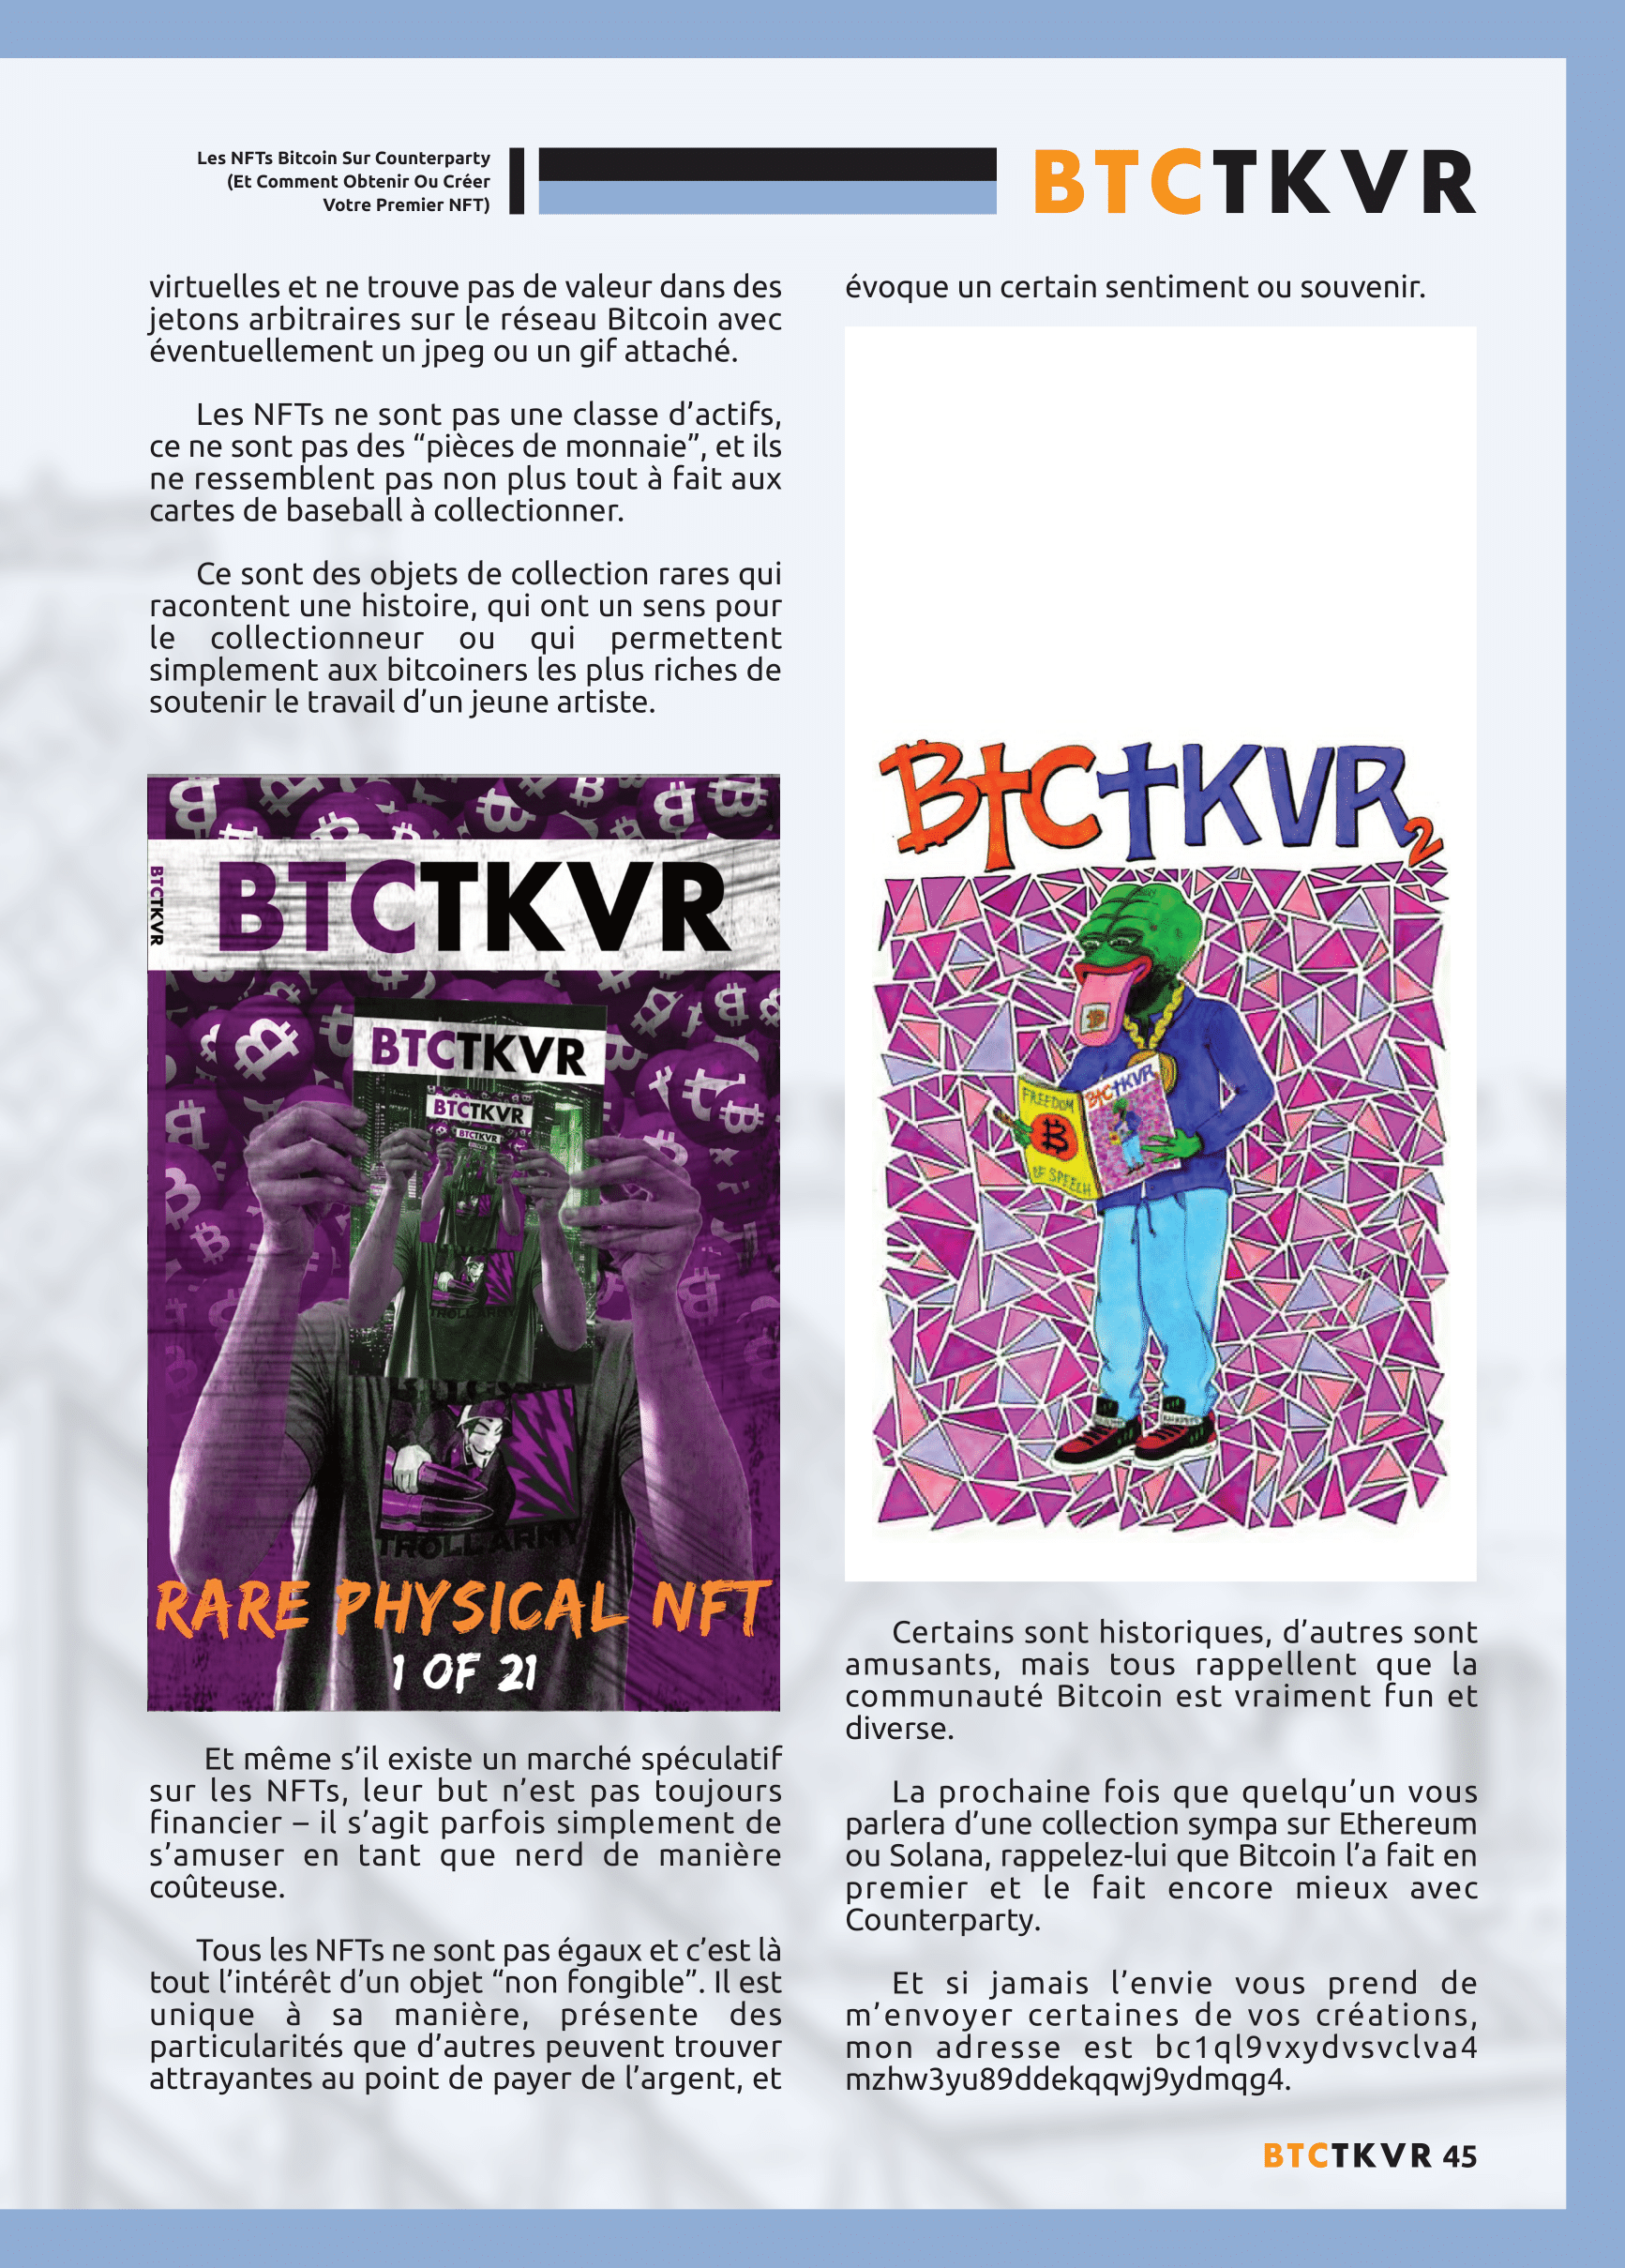 Les NFTs Bitcoin Sur Counterparty
(Et Comment Obtenir Ou Créer
Votre Premier NFT)
BTCTKVR
virtuelles et ne trouve pas de valeur dans des
jetons arbitraires sur le réseau Bitcoin avec
éventuellement un jpeg ou un gif attaché.
Les NFTs ne sont pas une classe d’actifs,
ce ne sont pas des “pièces de monnaie”, et ils
ne ressemblent pas non plus tout à fait aux
cartes de baseball à collectionner.
Ce sont des objets de collection rares qui
racontent une histoire, qui ont un sens pour
le collectionneur ou qui permettent
simplement aux bitcoiners les plus riches de
soutenir le travail d’un jeune artiste.
BTCTKVR
BTCTKVR
BTCTKVR
BTCTKVR
BTCTKVR
TROLL ARMY
TROLL ARMY
RARE PHYSICAL NFT
1 OF 21
Et même s’il existe un marché spéculatif
sur les NFTs, leur but n’est pas toujours
financier – il s’agit parfois simplement de
s’amuser en tant que nerd de manière
coûteuse.
Tous les NFTs ne sont pas égaux et c’est là
tout l’intérêt d’un objet “non fongible”. Il est
unique à sa manière, présente des
particularités que d’autres peuvent trouver
attrayantes au point de payer de l’argent, et
évoque un certain sentiment ou souvenir.
BTCTKVR2
FREEDOM
OF SPEECH
BTCTKVR
Certains sont historiques, d’autres sont
amusants, mais tous rappellent que la
communauté Bitcoin est vraiment fun et
diverse.
La prochaine fois que quelqu’un vous
parlera d’une collection sympa sur Ethereum
ou Solana, rappelez-lui que Bitcoin l’a fait en
premier et le fait encore mieux avec
Counterparty.
Et si jamais l’envie vous prend de
m’envoyer certaines de vos créations,
mon adresse est bc1ql9vxydvsvclva4
mzhw3yu89ddekqqwj9ydmqg4.
BTCTKVR 45